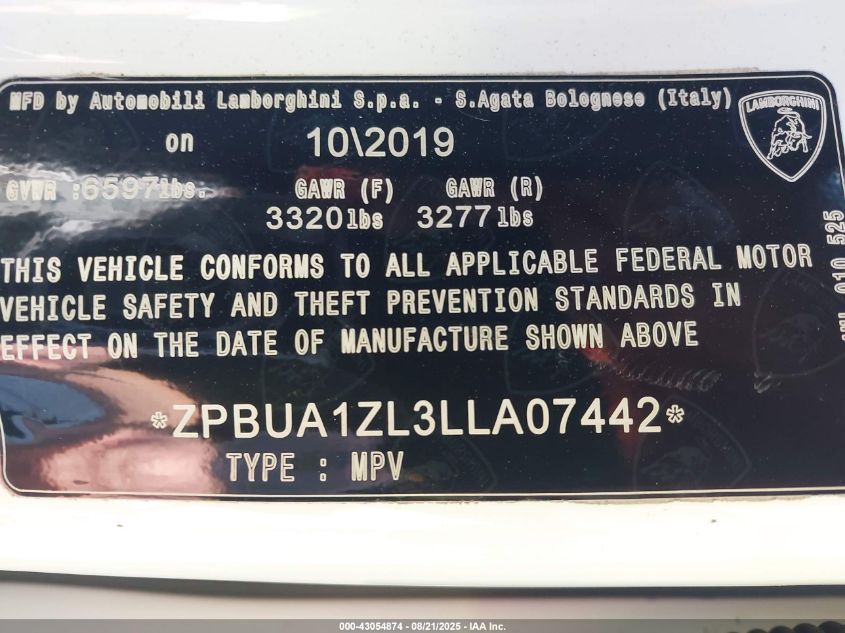 MFD by Automobili Lamborghini S.p.a. - S.Agata Bolognese (Italy)
LAMBORGHINI
on 10\2019
GVWR :6597lbs. GAWR (F) GAWR (R)
3320lbs 3277lbs
THIS VEHICLE CONFORMS TO ALL APPLICABLE FEDERAL MOTOR
VEHICLE SAFETY AND THEFT PREVENTION STANDARDS IN
EFFECT ON THE DATE OF MANUFACTURE SHOWN ABOVE
*ZPBUA1ZL3LLA07442*
TYPE : MPV
010 525
000-43054874 - 08/21/2025 - IAA Inc.